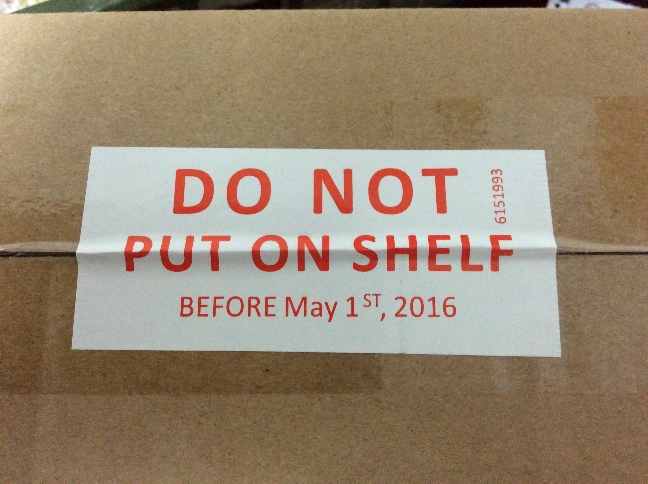 DO NOT
6151993
PUT ON SHELF
BEFORE May 1ST, 2016